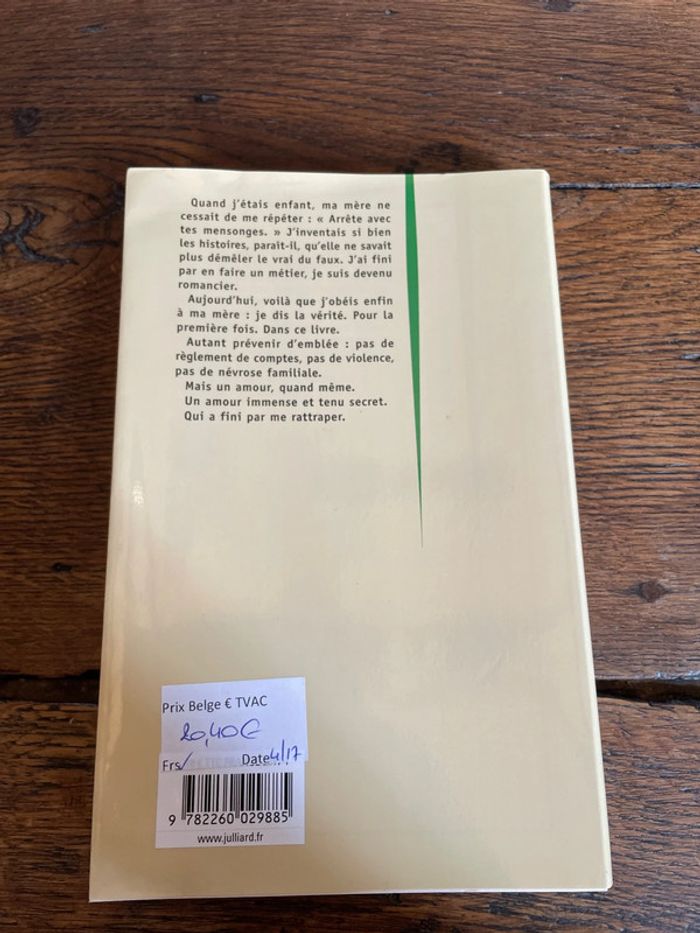 Quand j'étais enfant, ma mère ne
cessait de me répéter : « Arrête avec
tes mensonges. » J'inventais si bien
les histoires, parait-il, qu'elle ne savait
plus démêler le vrai du faux. J'ai fini
par en faire un métier, je suis devenu
romancier.
Aujourd'hui, voilà que j'obéis enfin
à ma mère : je dis la vérité. Pour la
première fois. Dans ce livre.
Autant prévenir d'emblée : pas de
règlement de comptes, pas de violence,
pas de névrose familiale.
Mais un amour, quand même.
Un amour immense et tenu secret.
Qui a fini par me rattraper.
Prix Belge € TVAC
20,40€
Frs/ Date 4/17
9 782260 029885
www.julliard.fr